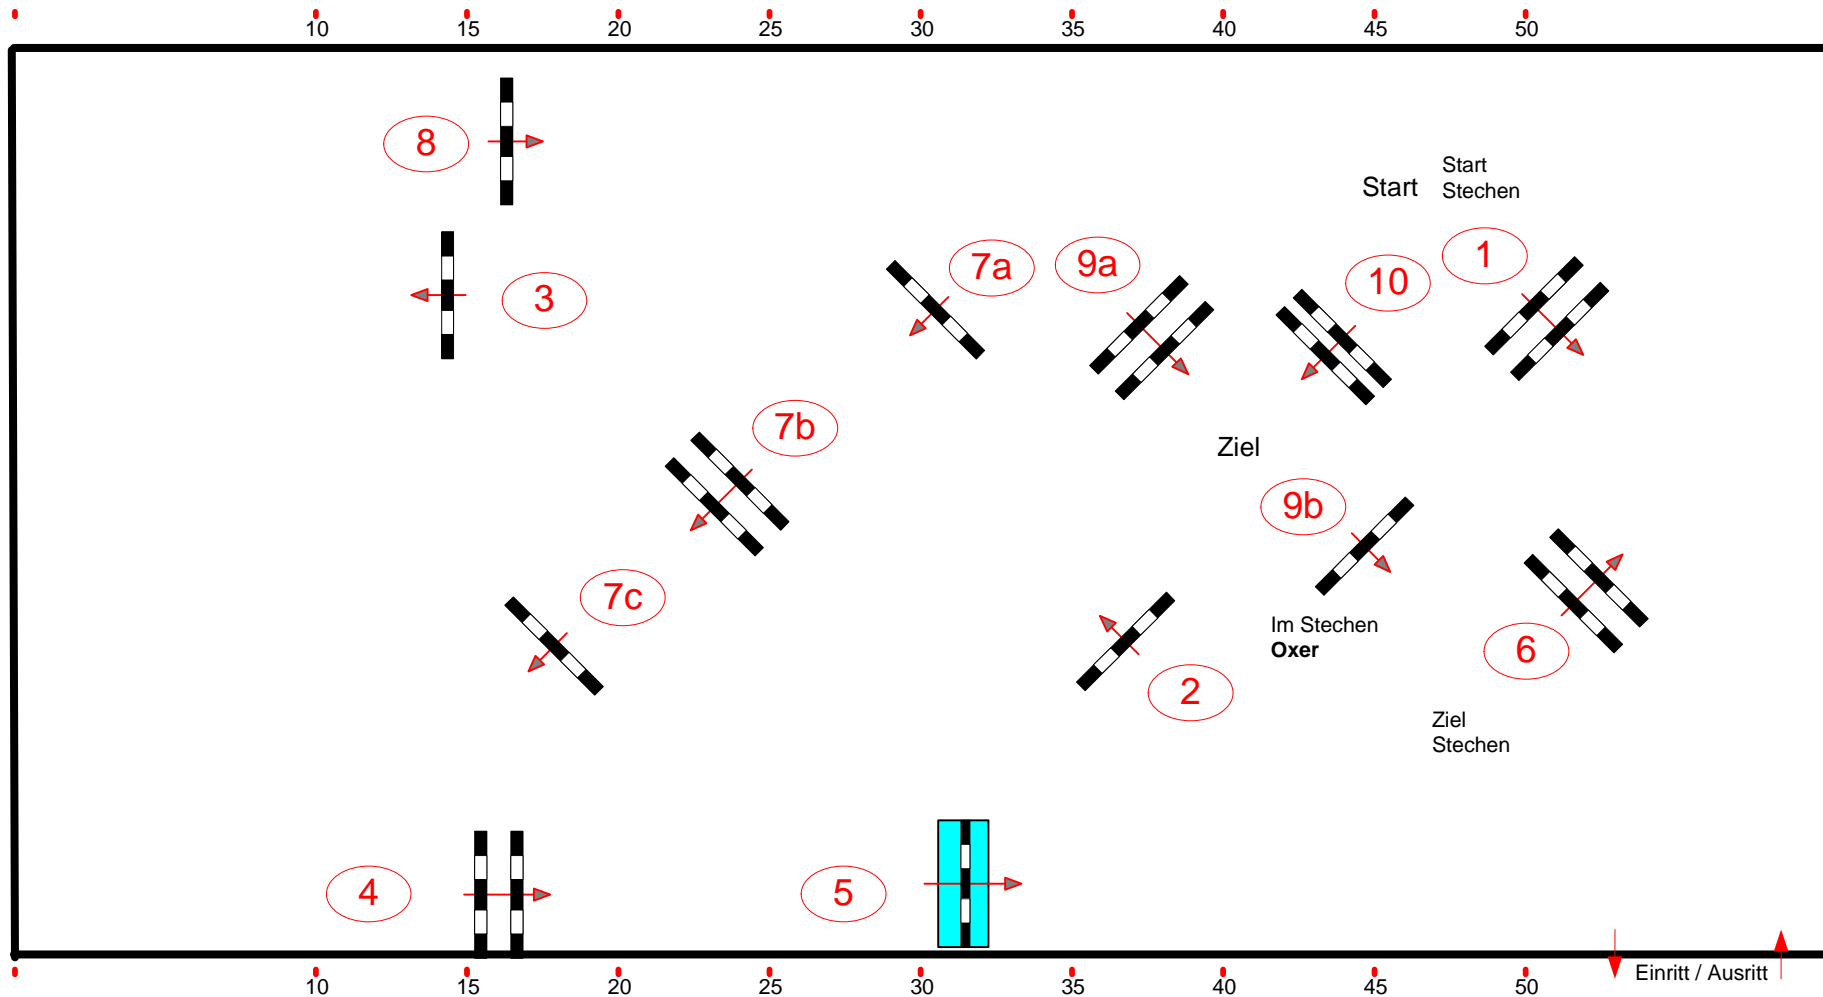 10 15 20 25 30 35 40 45 50
8
Start
Stechen
Start
1
7a
9a
10
3
7b
Ziel
9b
7c
Im Stechen
Oxer
6
2
Ziel
Stechen
4
5
Einritt / Ausritt
10 15 20 25 30 35 40 45 50